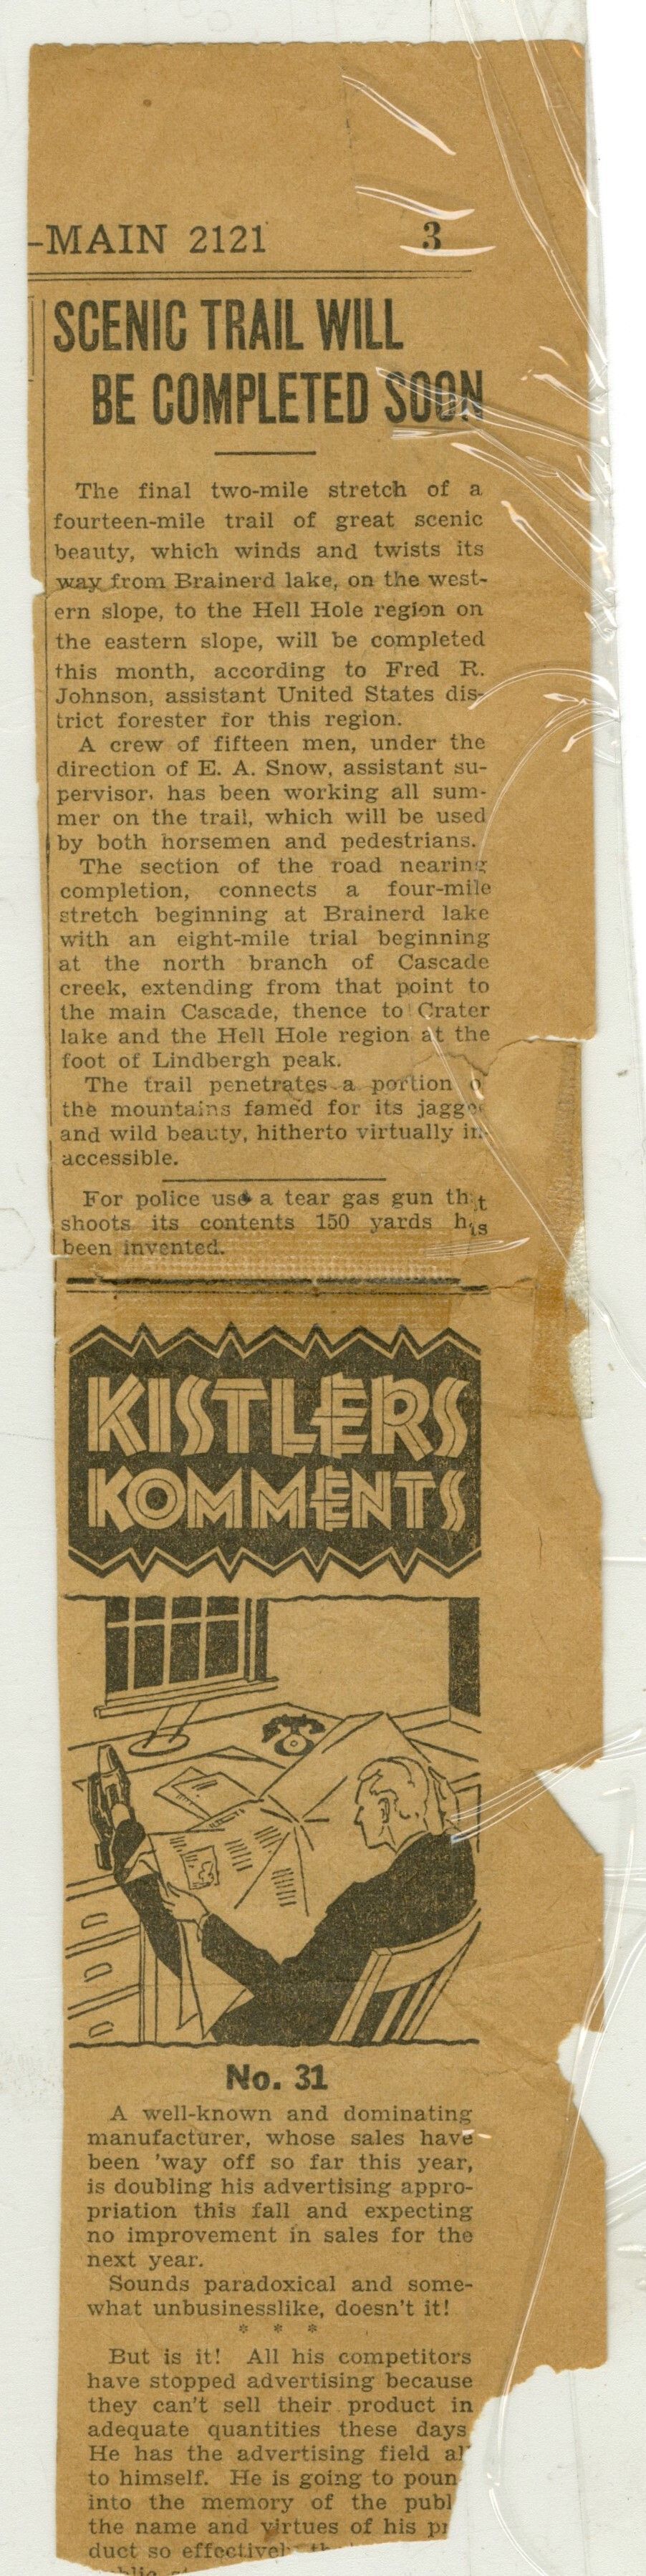 -MAIN 2121 3
SCENIC TRAIL WILL
BE COMPLETED SOON
The final two-mile stretch of a
fourteen-mile trail of great scenic
beauty, which winds and twists its
way from Brainerd lake, on the west-
ern slope, to the Hell Hole region on
the eastern slope, will be completed
this month, according to Fred R.
Johnson, assistant United States dis-
trict forester for this region.
A crew of fifteen men, under the
direction of E. A. Snow, assistant su-
pervisor, has been working all sum-
mer on the trail, which will be used
by both horsemen and pedestrians.
The section of the road nearing
completion, connects a four-mile
stretch beginning at Brainerd lake
with an eight-mile trial beginning
at the north branch of Cascade
creek, extending from that point to
the main Cascade, thence to Crater
lake and the Hell Hole region at the
foot of Lindbergh peak.
The trail penetrates a portion o
the mountains famed for its jagge
and wild beauty, hitherto virtually in-
accessible.
For police use a tear gas gun that
shoots its contents 150 yards has
been invented.
KISTLERS
KOMMENTS
No. 31
A well-known and dominating
manufacturer, whose sales have
been 'way off so far this year,
is doubling his advertising appro-
priation this fall and expecting
no improvement in sales for the
next year.
Sounds paradoxical and some-
what unbusinesslike, doesn't it!
* * *
But is it! All his competitors
have stopped advertising because
they can't sell their product in
adequate quantities these days
He has the advertising field al
to himself. He is going to poun
into the memory of the publ
the name and virtues of his pr
duct so effectivel th